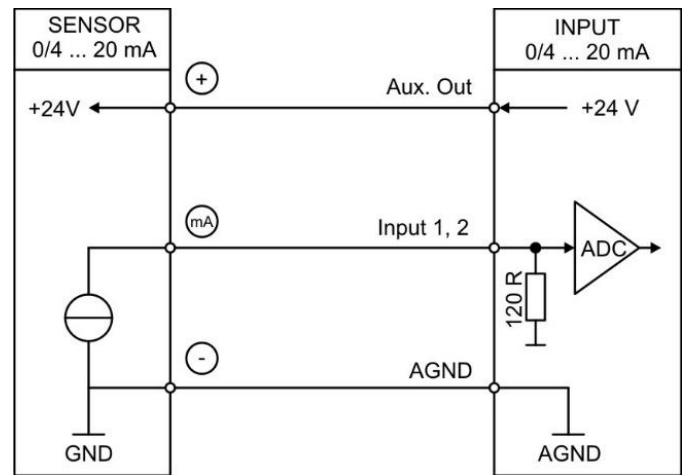 SENSOR
0/4 ... 20 mA
INPUT
0/4 ... 20 mA
+
Aux. Out
+24V
+24 V
mA
Input 1, 2
ADC
120 R
-
AGND
GND
AGND